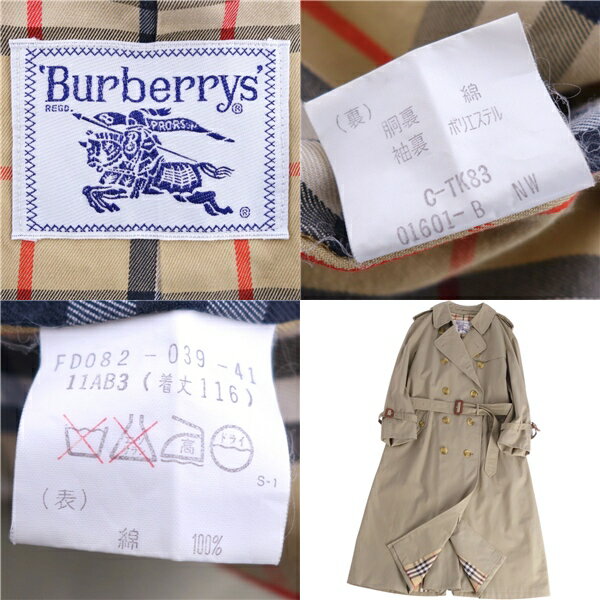 'Burberrys'®
REGD.
PRORSUM
®
(裏) 胴裏 綿
袖裏 ポリエステル
C-TK83
01601-B NW
FD082-039-41
11AB3 (着丈116)
高
ドライ
S-1
(表)
綿 100%